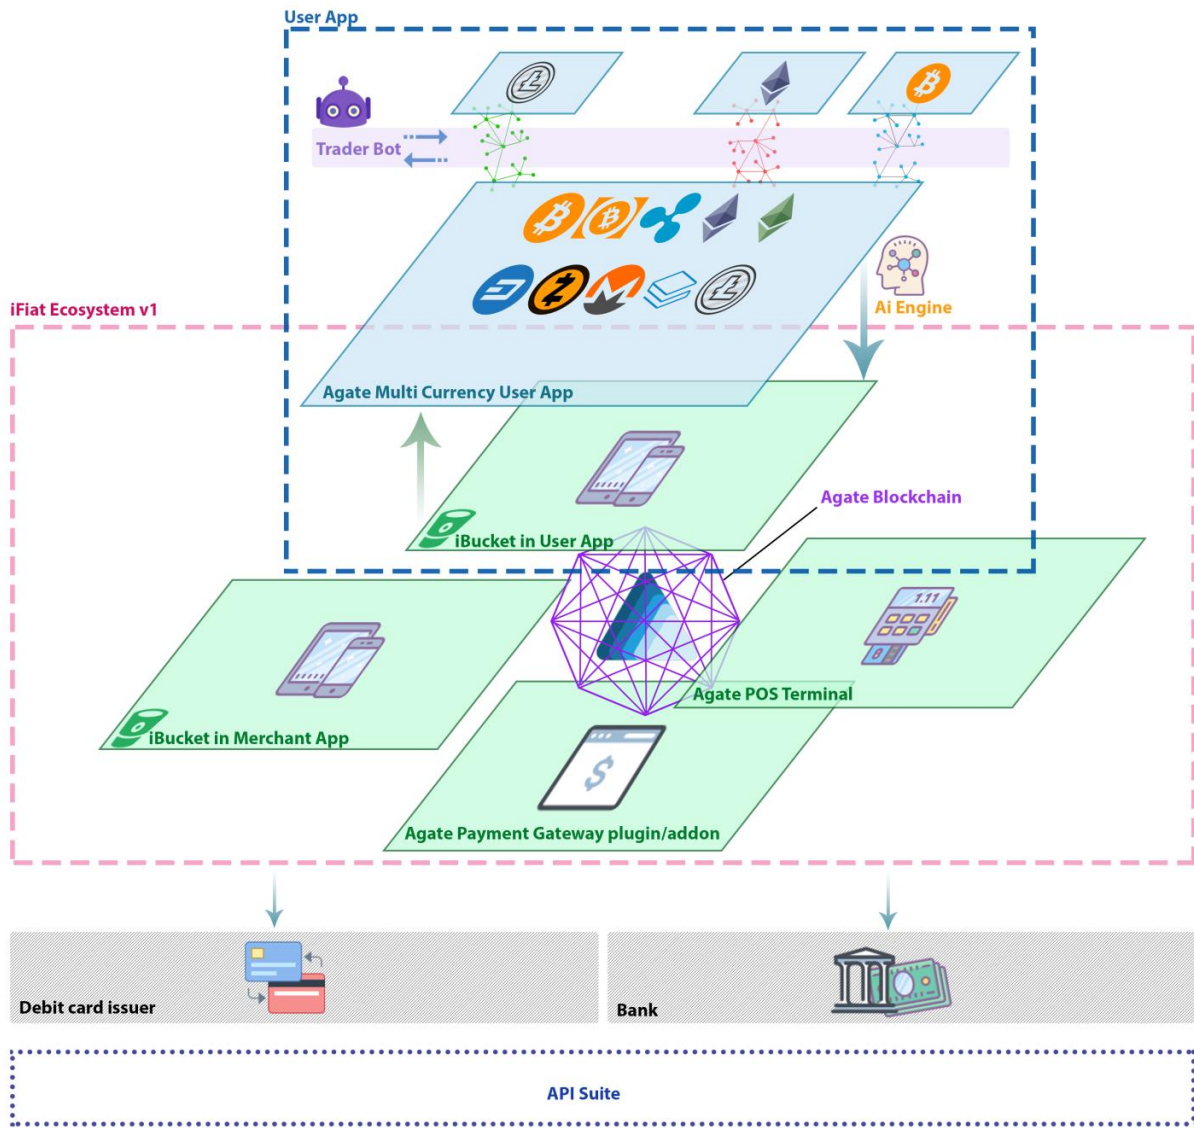 User App
Trader Bot
Ai Engine
iFiat Ecosystem v1
Agate Multi Currency User App
Agate Blockchain
iBucket in User App
1.11
Agate POS Terminal
iBucket in Merchant App
$
Agate Payment Gateway plugin/addon
Debit card issuer
Bank
API Suite